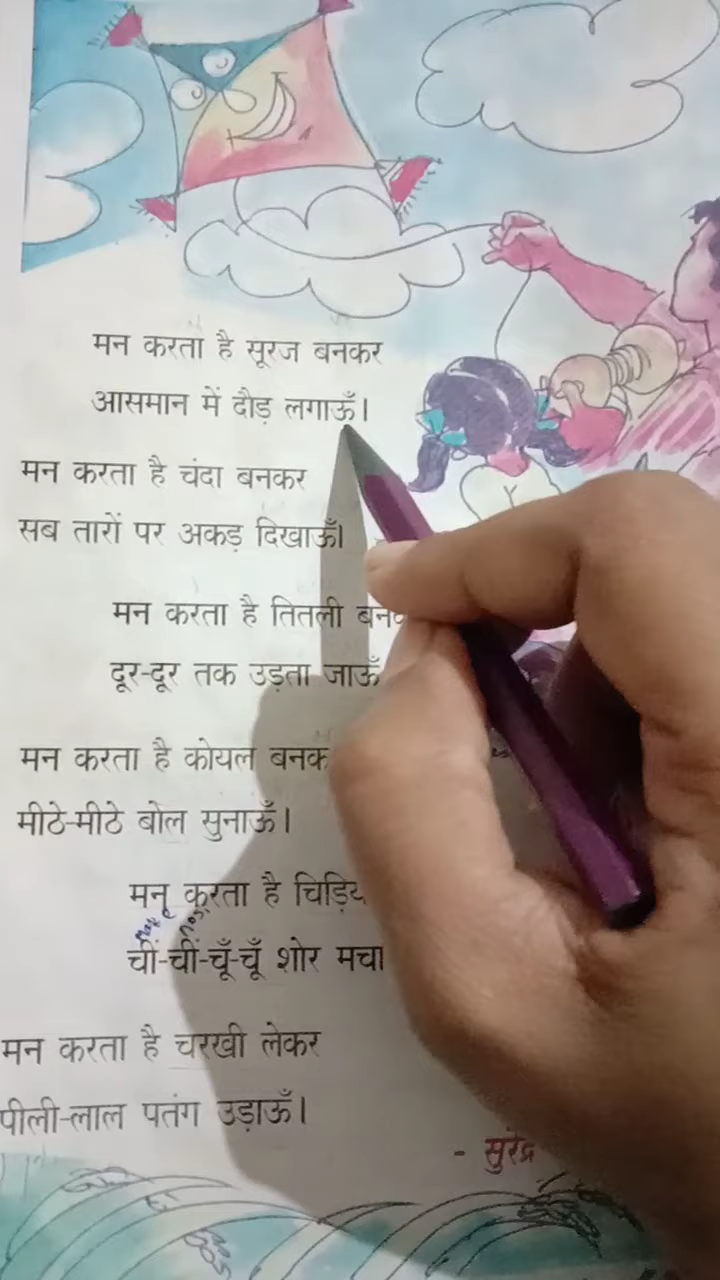 मन करता है सूरज बनकर
आसमान में दौड़ लगाऊँ।
मन करता है चंदा बनकर
सब तारों पर अकड़ दिखाऊँ।
मन करता है तितली
दूर-दूर तक उड़ता जाऊँ
मन करता है कोयल
मीठे-मीठे बोल सुनाऊँ।
मन करता है
चीं-चीं-चूँ-चूँ शोर
मन करता है चरखी लेकर
पीली-लाल पतंग उड़ाऊँ।
- सुरेंद्र